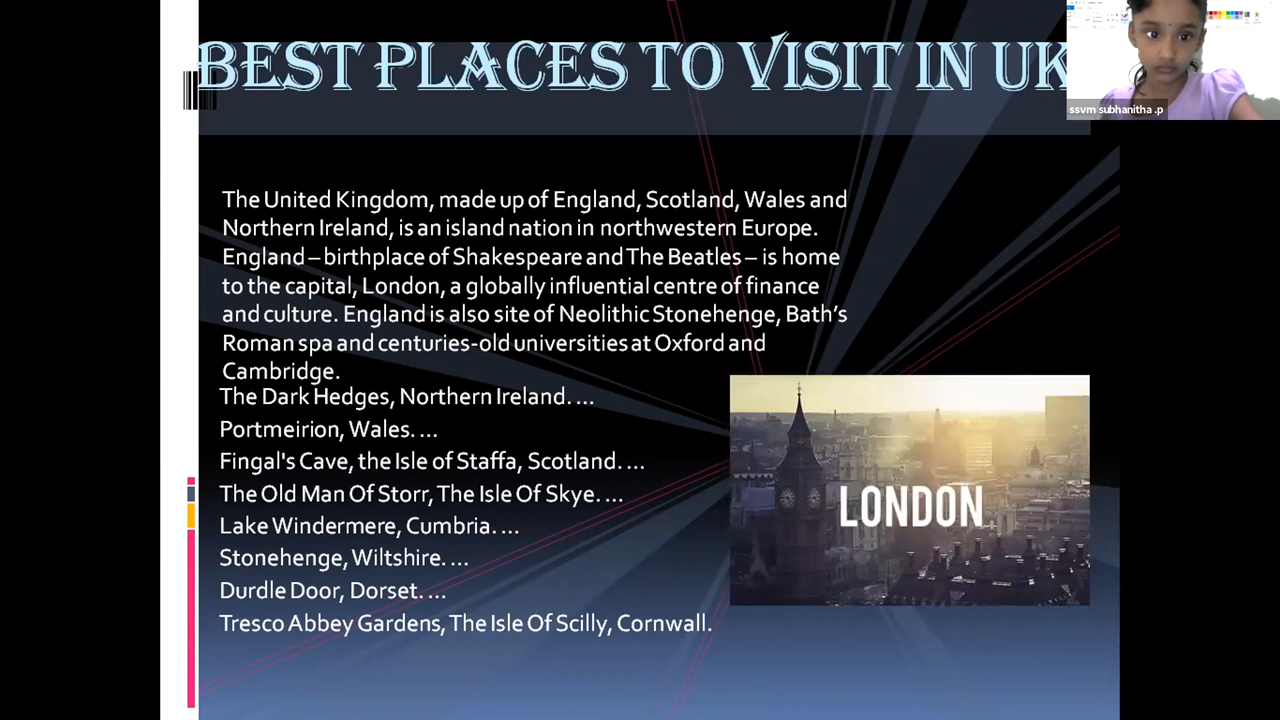 BEST PLACES TO VISIT IN UK
ssvm subhanitha .p
The United Kingdom, made up of England, Scotland, Wales and
Northern Ireland, is an island nation in northwestern Europe.
England – birthplace of Shakespeare and The Beatles – is home
to the capital, London, a globally influential centre of finance
and culture. England is also site of Neolithic Stonehenge, Bath's
Roman spa and centuries-old universities at Oxford and
Cambridge.
The Dark Hedges, Northern Ireland. ...
Portmeirion, Wales. ...
Fingal's Cave, the Isle of Staffa, Scotland. ...
The Old Man Of Storr, The Isle Of Skye. ...
Lake Windermere, Cumbria. ...
Stonehenge, Wiltshire. ...
Durdle Door, Dorset. ...
Tresco Abbey Gardens, The Isle Of Scilly, Cornwall.
LONDON